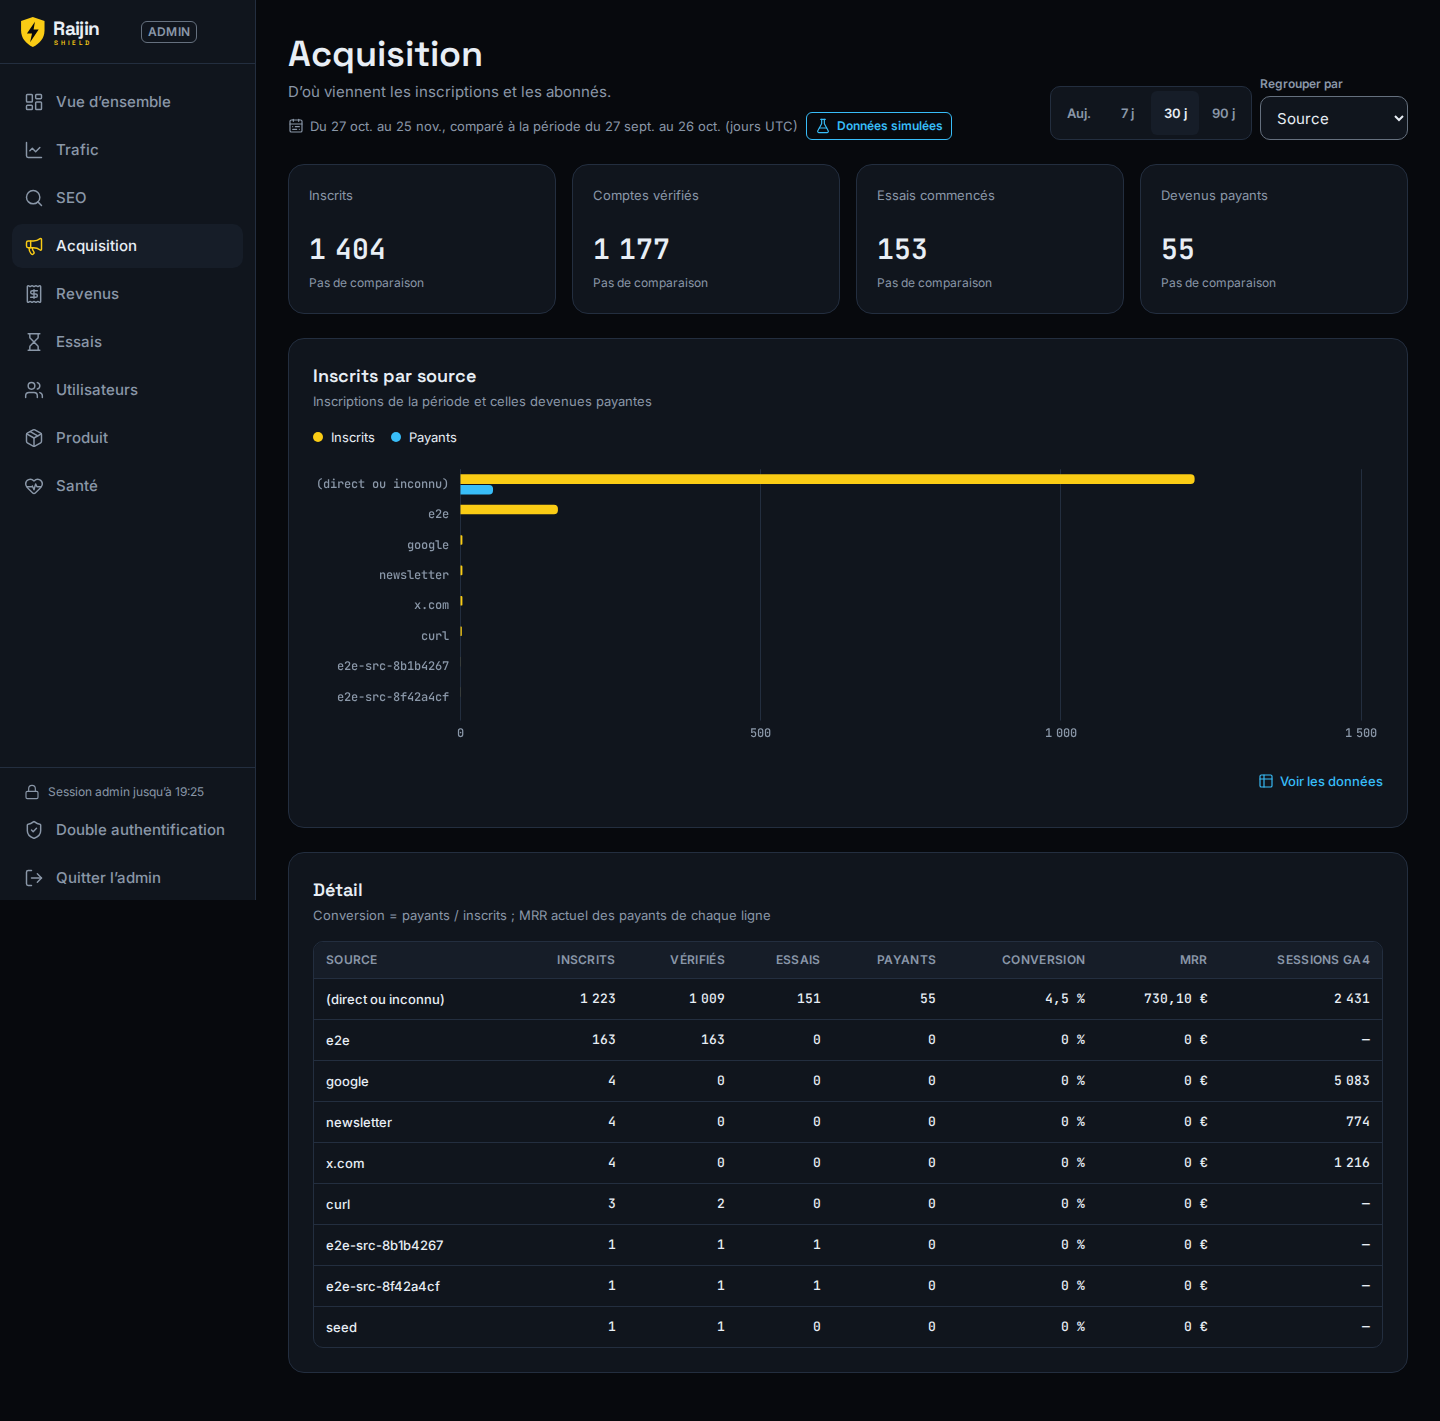 Raijin
SHIELD
ADMIN
Vue d’ensemble
Trafic
SEO
Acquisition
Revenus
Essais
Utilisateurs
Produit
Santé
Session admin jusqu’à 19:25
Double authentification
Quitter l’admin
Acquisition
D’où viennent les inscriptions et les abonnés.
Du 27 oct. au 25 nov., comparé à la période du 27 sept. au 26 oct. (jours UTC)
Données simulées
Auj. 7 j 30 j 90 j
Regrouper par
Source
Inscrits
1 404
Pas de comparaison
Comptes vérifiés
1 177
Pas de comparaison
Essais commencés
153
Pas de comparaison
Devenus payants
55
Pas de comparaison
Inscrits par source
Inscriptions de la période et celles devenues payantes
Inscrits Payants
(direct ou inconnu)
e2e
google
newsletter
x.com
curl
e2e-src-8b1b4267
e2e-src-8f42a4cf
0 500 1 000 1 500
Voir les données
Détail
Conversion = payants / inscrits ; MRR actuel des payants de chaque ligne
SOURCE INSCRITS VÉRIFIÉS ESSAIS PAYANTS CONVERSION MRR SESSIONS GA4
(direct ou inconnu) 1 223 1 009 151 55 4,5 % 730,10 € 2 431
e2e 163 163 0 0 0 % 0 € —
google 4 0 0 0 0 % 0 € 5 083
newsletter 4 0 0 0 0 % 0 € 774
x.com 4 0 0 0 0 % 0 € 1 216
curl 3 2 0 0 0 % 0 € —
e2e-src-8b1b4267 1 1 1 0 0 % 0 € —
e2e-src-8f42a4cf 1 1 1 0 0 % 0 € —
seed 1 1 0 0 0 % 0 € —